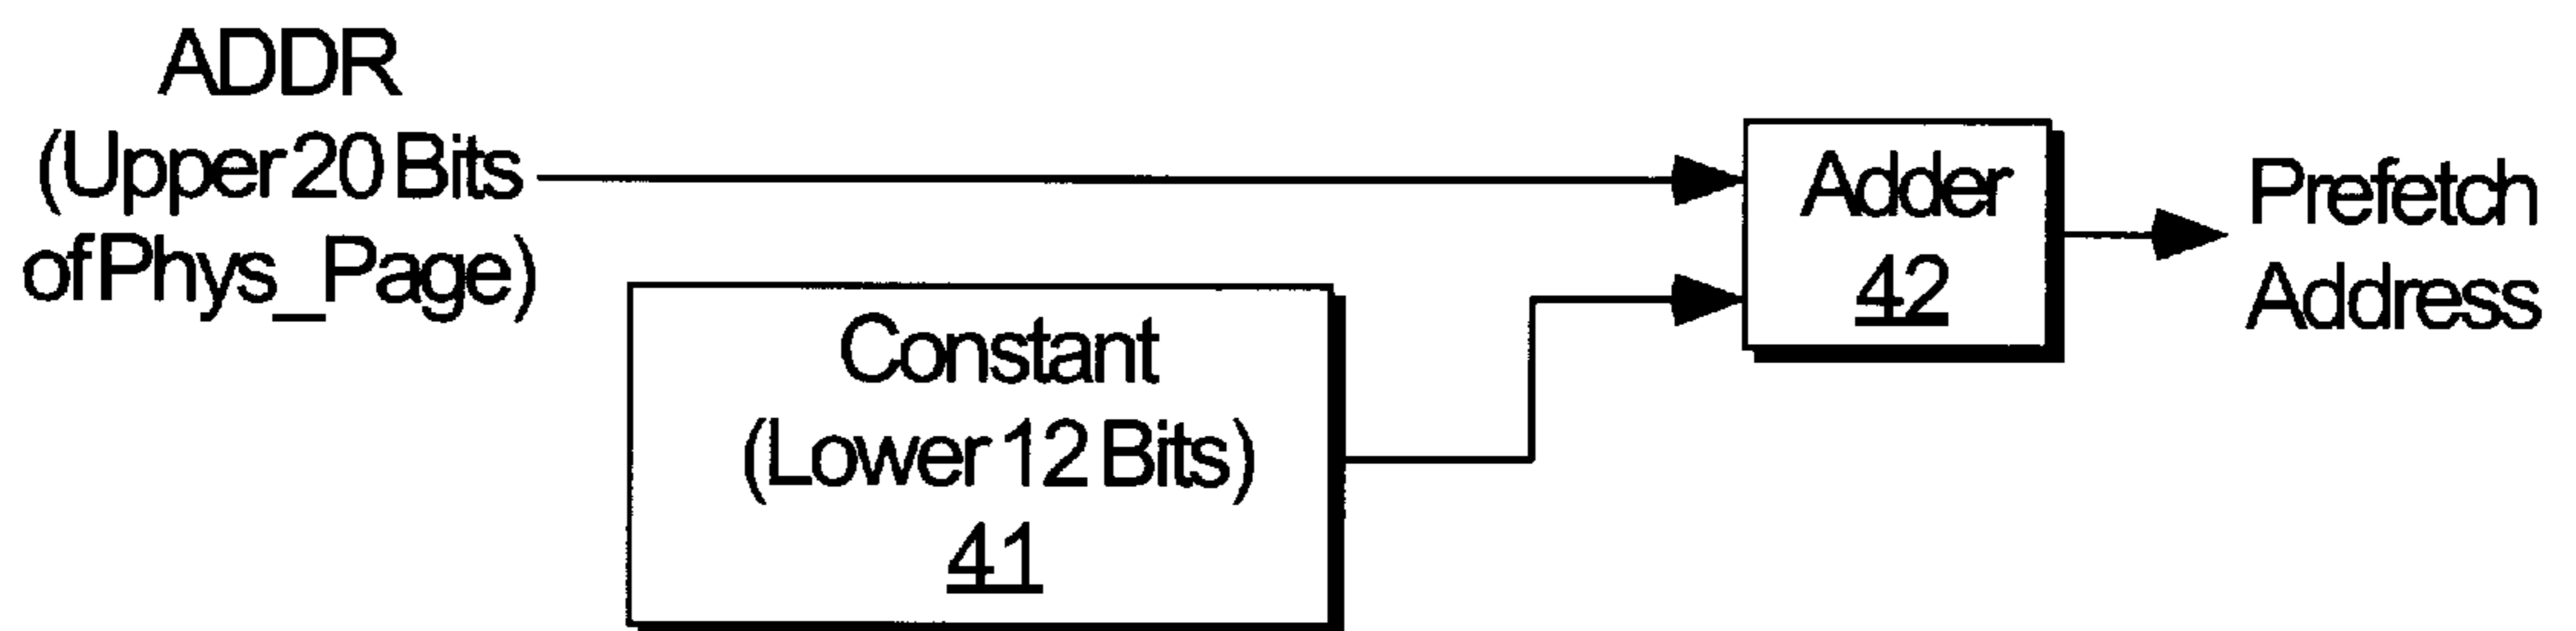 ADDR
(Upper 20 Bits
of Phys_Page)
Constant
(Lower 12 Bits)
41
Adder
42
Prefetch
Address